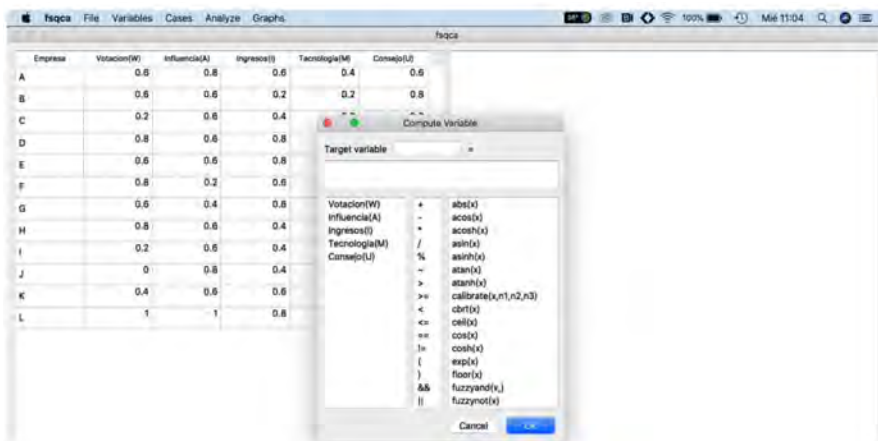 fsqca File Variables Cases Analyze Graphs 100% Mié 11:04
fsqca
Empresa Votacion(W) Influencia(A) Ingresos(I) Tecnología(M) Consejo(U)
A 0.6 0.8 0.6 0.4 0.6
B 0.6 0.6 0.2 0.2 0.8
C 0.2 0.6 0.4
D 0.8 0.6 0.8
E 0.6 0.6 0.8
F 0.8 0.2 0.6
G 0.6 0.4 0.8
H 0.8 0.6 0.4
I 0.2 0.6 0.4
J 0 0.8 0.4
K 0.4 0.6 0.6
L 1 1 0.8
Compute Variable
Target variable =
Votacion(W) + abs(x)
Influencia(A) - acos(x)
Ingresos(I) * acosh(x)
Tecnología(M) / asin(x)
Consejo(U) % asinh(x)
~ atan(x)
> atanh(x)
>= calibrate(x,n1,n2,n3)
< cbrt(x)
<= ceil(x)
== cos(x)
!= cosh(x)
( exp(x)
) floor(x)
&& fuzzyand(x,)
|| fuzzynot(x)
Cancel OK